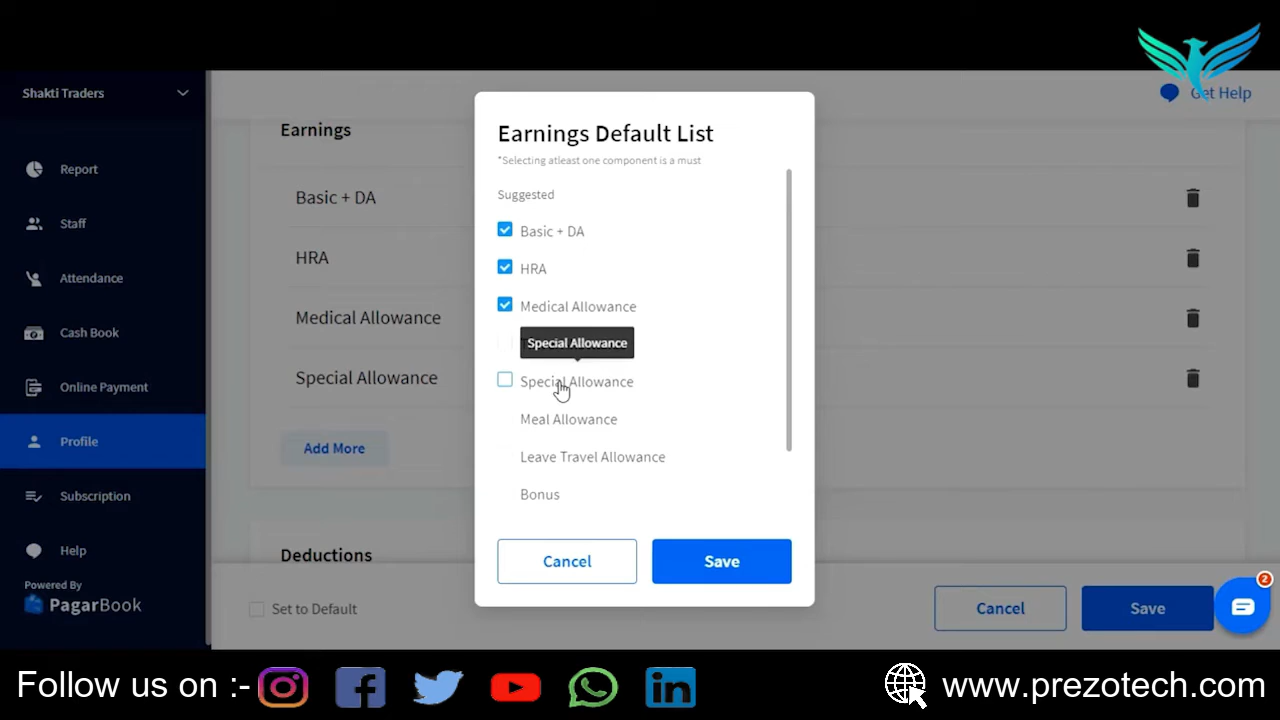 Shakti Traders
Get Help
Report
Staff
Attendance
Cash Book
Online Payment
Profile
Subscription
Help
Powered By
PagarBook
Earnings
Basic + DA
HRA
Medical Allowance
Special Allowance
Add More
Deductions
Set to Default
Cancel
Save
2
Earnings Default List
*Selecting atleast one component is a must
Suggested
Basic + DA
HRA
Medical Allowance
Special Allowance
Special Allowance
Meal Allowance
Leave Travel Allowance
Bonus
Cancel
Save
Follow us on :-
www.prezotech.com